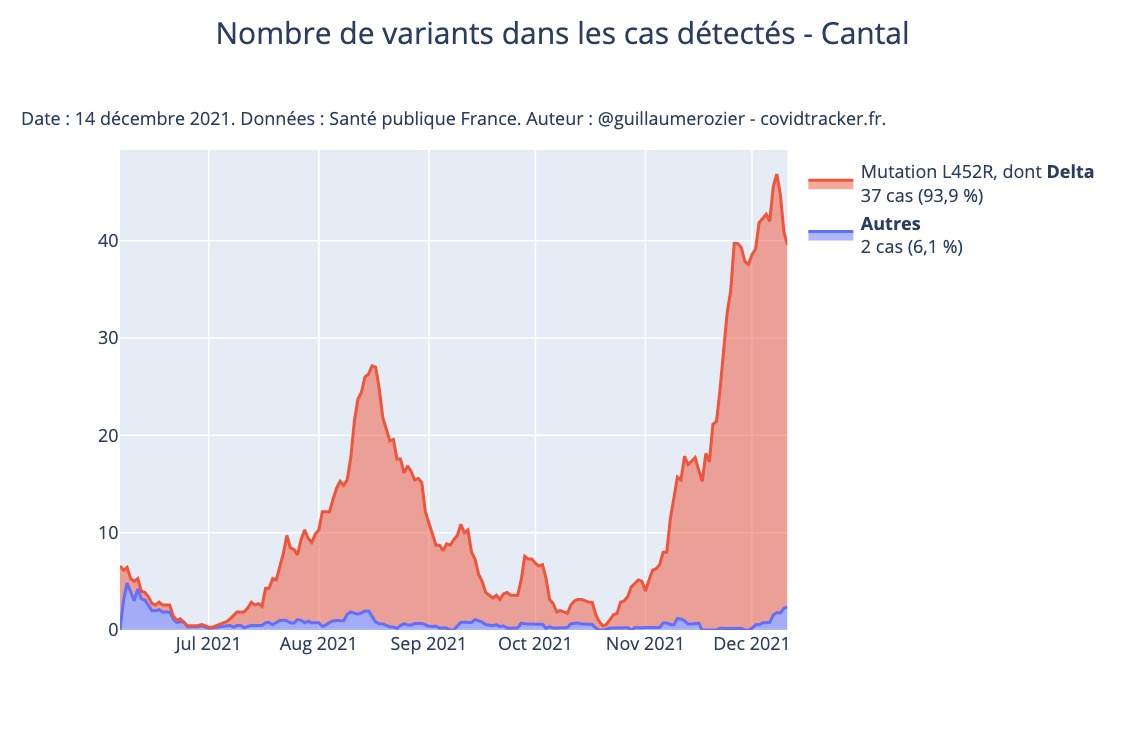 Nombre de variants dans les cas détectés - Cantal
Date : 14 décembre 2021. Données : Santé publique France. Auteur : @guillaumerozier - covidtracker.fr.
Mutation L452R, dont Delta
37 cas (93,9 %)
Autres
2 cas (6,1 %)
40
30
20
10
0
Jul 2021 Aug 2021 Sep 2021 Oct 2021 Nov 2021 Dec 2021